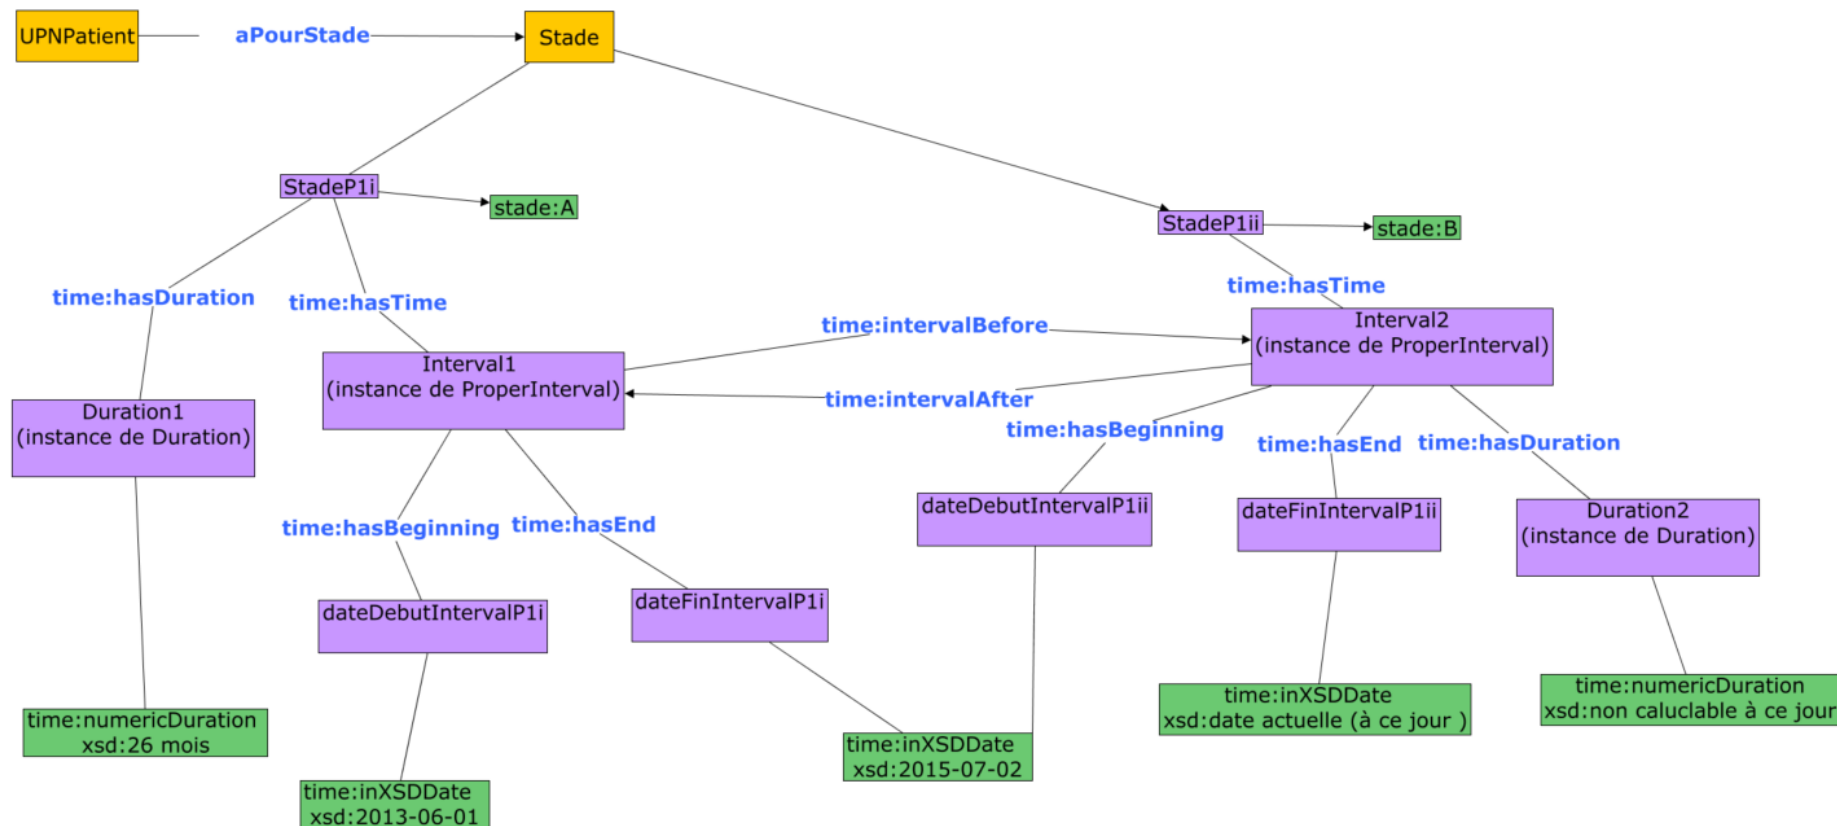 UPNPatient
aPourStade
Stade
StadeP1i
stade:A
StadeP1ii
stade:B
time:hasDuration
time:hasTime
time:hasTime
time:intervalBefore
Interval1
(instance de ProperInterval)
Interval2
(instance de ProperInterval)
time:intervalAfter
Duration1
(instance de Duration)
time:hasBeginning
time:hasEnd
time:hasDuration
time:hasBeginning
time:hasEnd
dateDebutIntervalP1ii
dateFinIntervalP1ii
Duration2
(instance de Duration)
dateDebutIntervalP1i
dateFinIntervalP1i
time:numericDuration
xsd:26 mois
time:inXSDDate
xsd:2013-06-01
time:inXSDDate
xsd:2015-07-02
time:inXSDDate
xsd:date actuelle (à ce jour )
time:numericDuration
xsd:non caluclable à ce jour